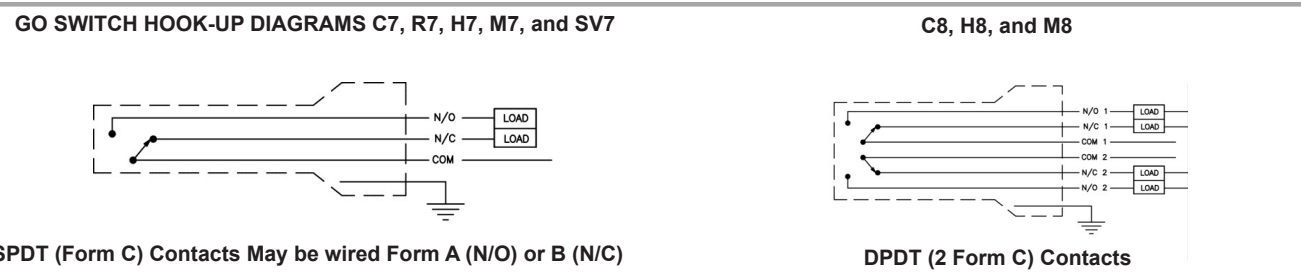 GO SWITCH HOOK-UP DIAGRAMS C7, R7, H7, M7, and SV7
N/O LOAD
N/C LOAD
COM
SPDT (Form C) Contacts May be wired Form A (N/O) or B (N/C)
C8, H8, and M8
N/O 1 LOAD
N/C 1 LOAD
COM 1
COM 2
N/C 2 LOAD
N/O 2 LOAD
DPDT (2 Form C) Contacts